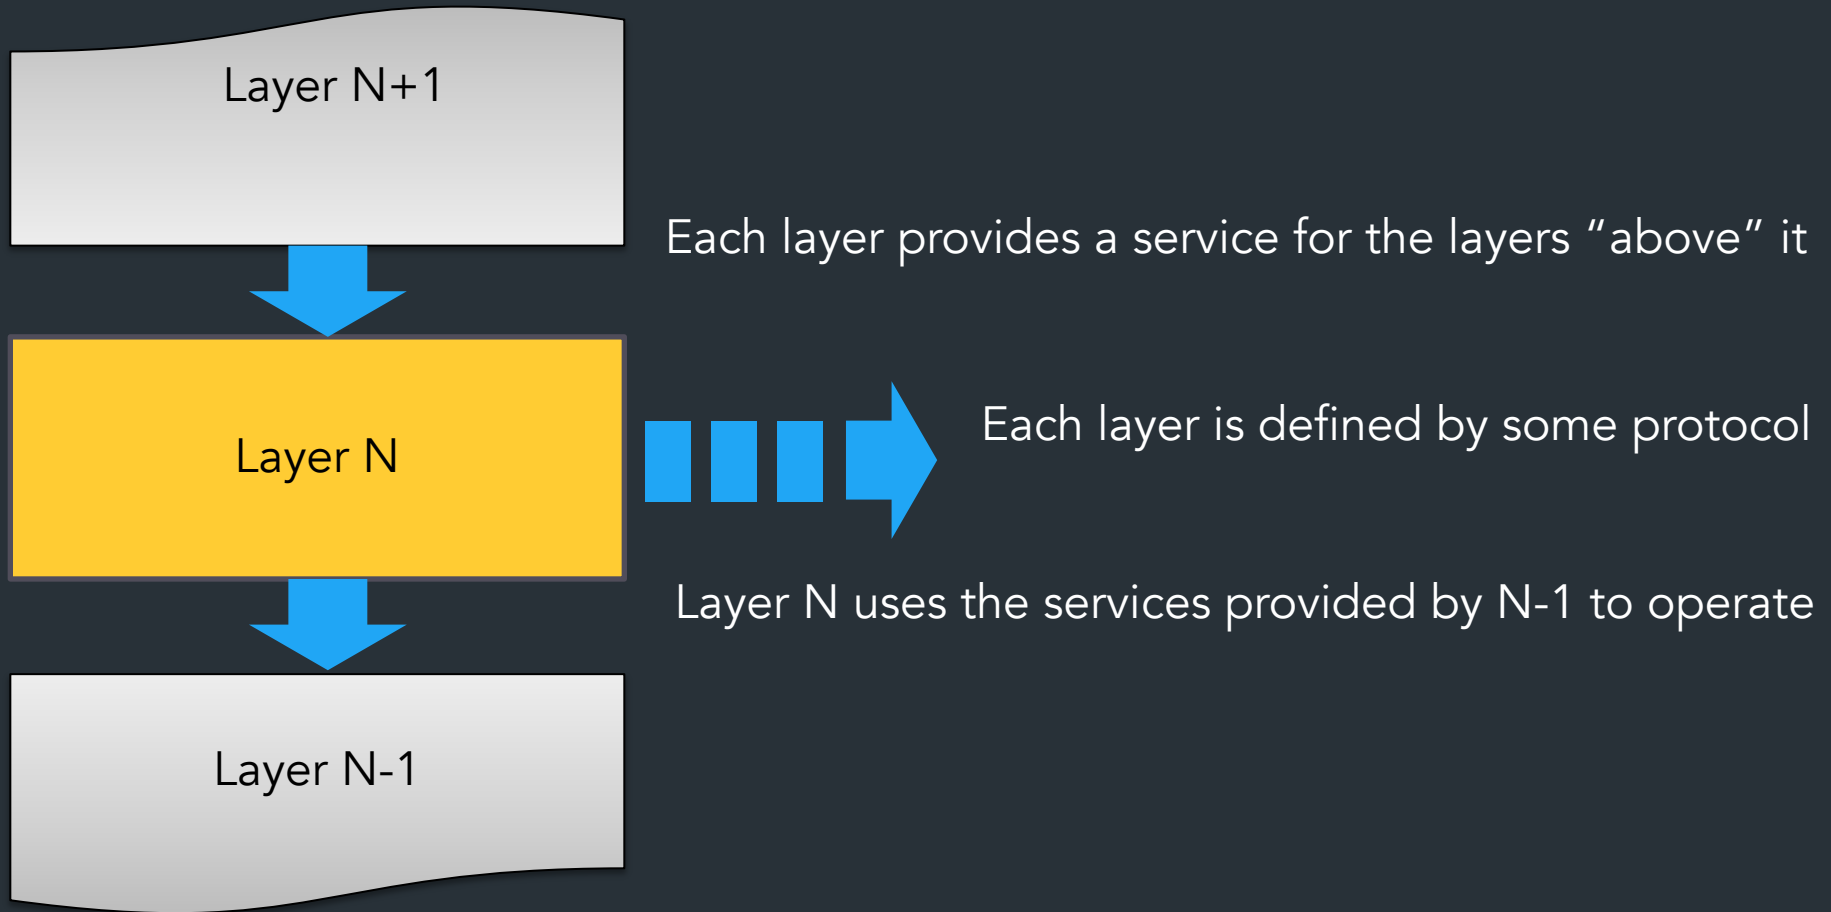 Layer N+1
Each layer provides a service for the layers “above” it
Layer N
Each layer is defined by some protocol
Layer N uses the services provided by N-1 to operate
Layer N-1